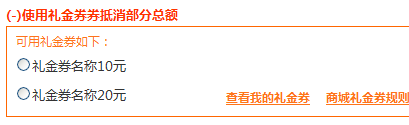 (-)使用礼金券券抵消部分总额
可用礼金券如下：
礼金券名称10元
礼金券名称20元
查看我的礼金券 商城礼金券规则